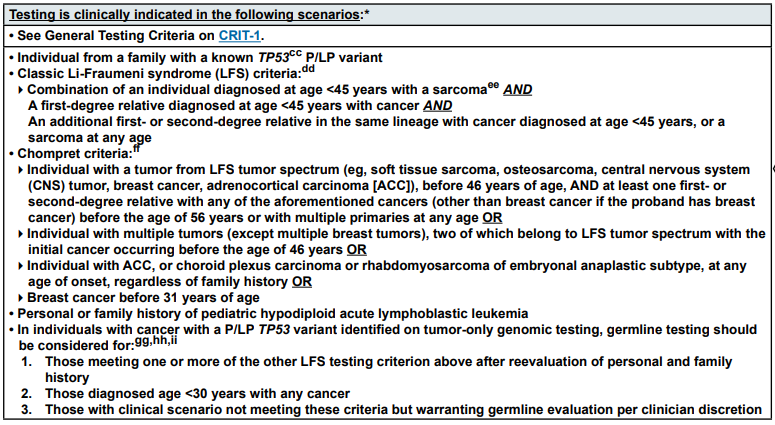 Testing is clinically indicated in the following scenarios:*
• See General Testing Criteria on CRIT-1.
• Individual from a family with a known TP53cc P/LP variant
• Classic Li-Fraumeni syndrome (LFS) criteria:dd
▸ Combination of an individual diagnosed at age <45 years with a sarcomaee AND
A first-degree relative diagnosed at age <45 years with cancer AND
An additional first- or second-degree relative in the same lineage with cancer diagnosed at age <45 years, or a
sarcoma at any age
• Chompret criteria:ff
▸ Individual with a tumor from LFS tumor spectrum (eg, soft tissue sarcoma, osteosarcoma, central nervous system
(CNS) tumor, breast cancer, adrenocortical carcinoma [ACC]), before 46 years of age, AND at least one first- or
second-degree relative with any of the aforementioned cancers (other than breast cancer if the proband has breast
cancer) before the age of 56 years or with multiple primaries at any age OR
▸ Individual with multiple tumors (except multiple breast tumors), two of which belong to LFS tumor spectrum with the
initial cancer occurring before the age of 46 years OR
▸ Individual with ACC, or choroid plexus carcinoma or rhabdomyosarcoma of embryonal anaplastic subtype, at any
age of onset, regardless of family history OR
▸ Breast cancer before 31 years of age
• Personal or family history of pediatric hypodiploid acute lymphoblastic leukemia
• In individuals with cancer with a P/LP TP53 variant identified on tumor-only genomic testing, germline testing should
be considered for:gg,hh,ii
1. Those meeting one or more of the other LFS testing criterion above after reevaluation of personal and family
history
2. Those diagnosed age <30 years with any cancer
3. Those with clinical scenario not meeting these criteria but warranting germline evaluation per clinician discretion